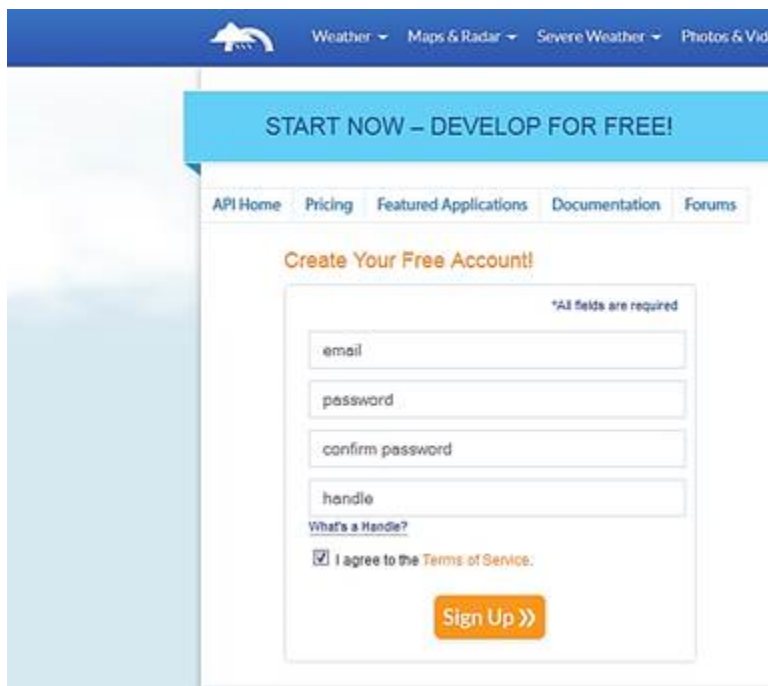 Weather Maps & Radar Severe Weather Photos & Vid
START NOW – DEVELOP FOR FREE!
API Home Pricing Featured Applications Documentation Forums
Create Your Free Account!
*All fields are required
email
password
confirm password
handle
What's a Handle?
I agree to the Terms of Service.
Sign Up »